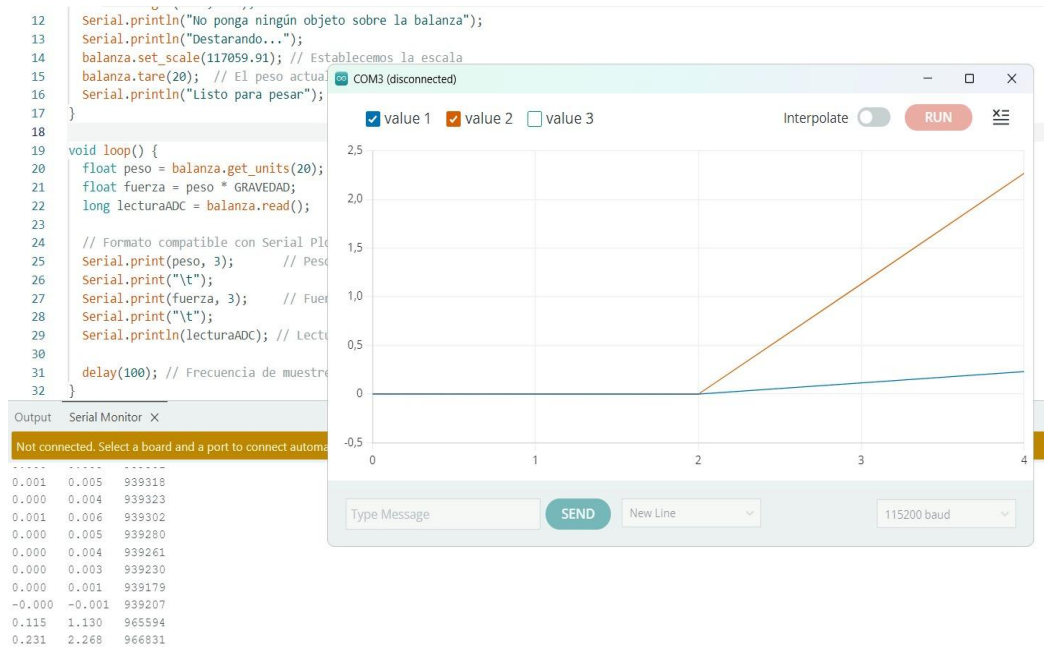 12 Serial.println("No ponga ningún objeto sobre la balanza");
13 Serial.println("Destarando...");
14 balanza.set_scale(117059.91); // Establecemos la escala
15 balanza.tare(20); // El peso actual
16 Serial.println("Listo para pesar");
17 }
18
19 void loop() {
20 float peso = balanza.get_units(20);
21 float fuerza = peso * GRAVEDAD;
22 long lecturaADC = balanza.read();
23
24 // Formato compatible con Serial Plo
25 Serial.print(peso, 3); // Peso
26 Serial.print("\t");
27 Serial.print(fuerza, 3); // Fuer
28 Serial.print("\t");
29 Serial.println(lecturaADC); // Lectu
30
31 delay(100); // Frecuencia de muestre
32 }
COM3 (disconnected)
value 1 value 2 value 3 Interpolate RUN
2,5
2,0
1,5
1,0
0,5
0
-0,5
0 1 2 3 4
Type Message SEND New Line 115200 baud
Output Serial Monitor X
Not connected. Select a board and a port to connect automa
0.001 0.005 939318
0.000 0.004 939323
0.001 0.006 939302
0.000 0.005 939280
0.000 0.004 939261
0.000 0.003 939230
0.000 0.001 939179
-0.000 -0.001 939207
0.115 1.130 965594
0.231 2.268 966831